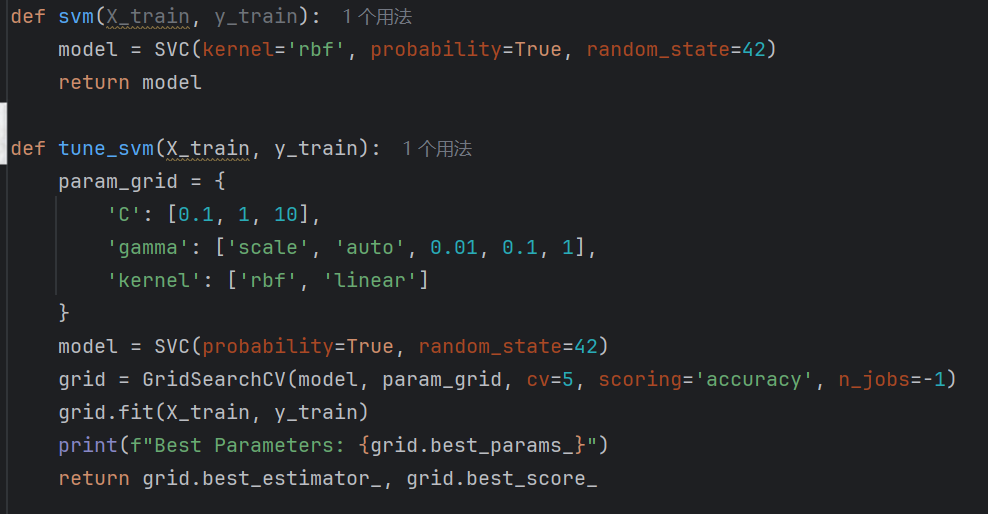 def svm(X_train, y_train):  1 个用法
    model = SVC(kernel='rbf', probability=True, random_state=42)
    return model

def tune_svm(X_train, y_train):  1 个用法
    param_grid = {
        'C': [0.1, 1, 10],
        'gamma': ['scale', 'auto', 0.01, 0.1, 1],
        'kernel': ['rbf', 'linear']
    }
    model = SVC(probability=True, random_state=42)
    grid = GridSearchCV(model, param_grid, cv=5, scoring='accuracy', n_jobs=-1)
    grid.fit(X_train, y_train)
    print(f"Best Parameters: {grid.best_params_}")
    return grid.best_estimator_, grid.best_score_